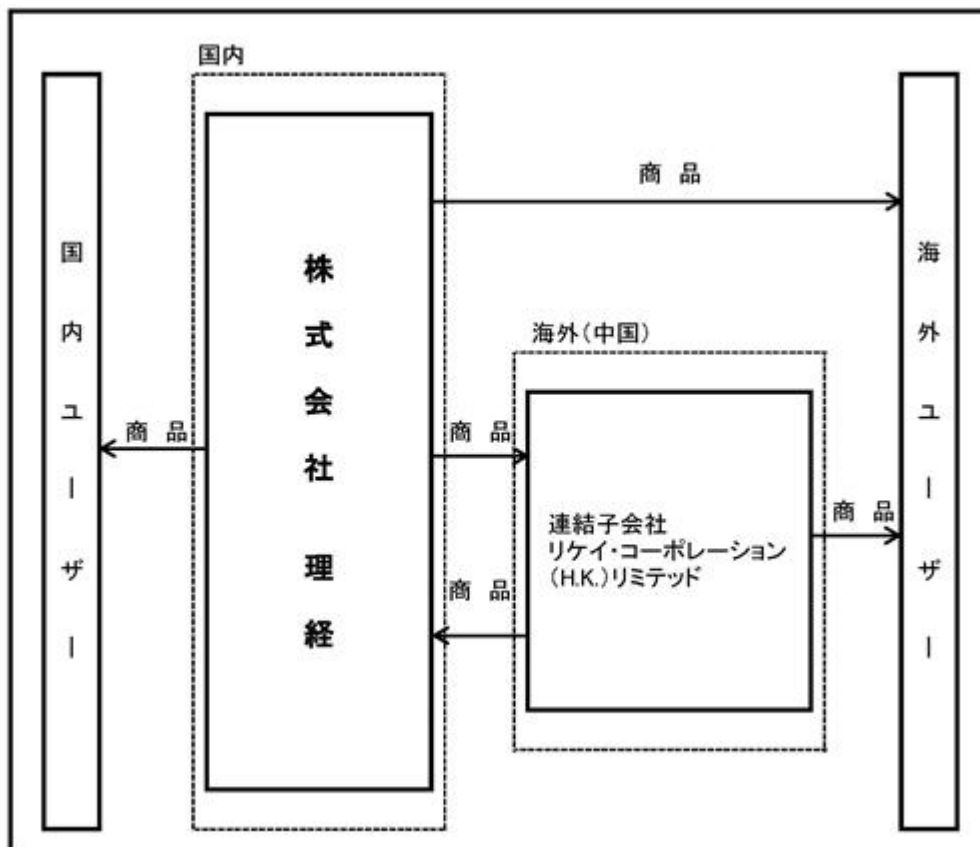 国内
国内ユーザー
株式会社 理経
商品
商品
海外(中国)
商品
商品
連結子会社
リケイ・コーポレーション
(H.K.)リミテッド
商品
海外ユーザー